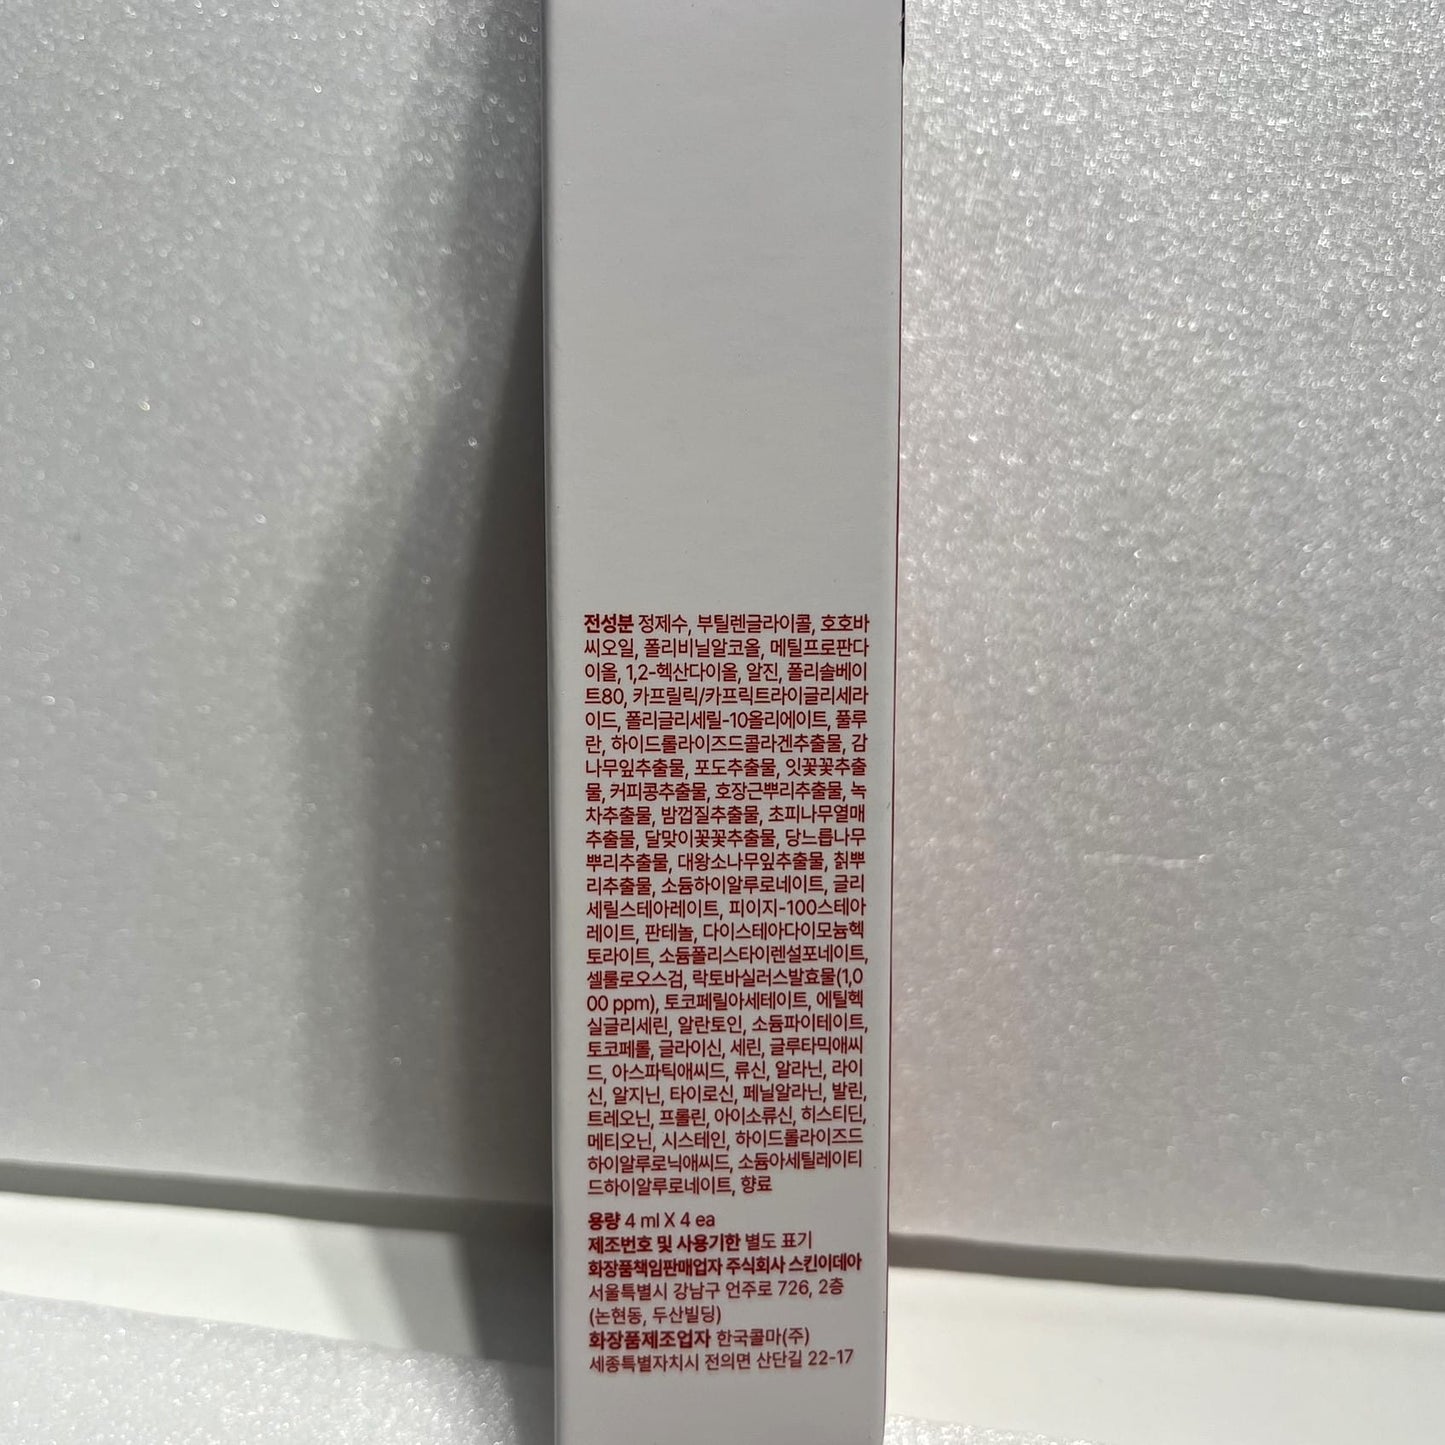 전성분 정제수, 부틸렌글라이콜, 호호바
씨오일, 폴리비닐알코올, 메틸프로판다
이올, 1,2-헥산다이올, 알진, 폴리솔베이
트80, 카프릴릭/카프릭트라이글리세라
이드, 폴리글리세릴-10올리에이트, 풀루
란, 하이드롤라이즈드콜라겐추출물, 감
나무잎추출물, 포도추출물, 잇꽃꽃추출
물, 커피콩추출물, 호장근뿌리추출물, 녹
차추출물, 밤껍질추출물, 초피나무열매
추출물, 달맞이꽃꽃추출물, 당느릅나무
뿌리추출물, 대왕소나무잎추출물, 칡뿌
리추출물, 소듐하이알루로네이트, 글리
세릴스테아레이트, 피이지-100스테아
레이트, 판테놀, 다이스테아다이모늄헥
토라이트, 소듐폴리스타이렌설포네이트,
셀룰로오스검, 락토바실러스발효물(1,0
00 ppm), 토코페릴아세테이트, 에틸헥
실글리세린, 알란토인, 소듐파이테이트,
토코페롤, 글라이신, 세린, 글루타믹애씨
드, 아스파틱애씨드, 류신, 알라닌, 라이
신, 알지닌, 타이로신, 페닐알라닌, 발린,
트레오닌, 프롤린, 아이소류신, 히스티딘,
메티오닌, 시스테인, 하이드롤라이즈드
하이알루로닉애씨드, 소듐아세틸레이티
드하이알루로네이트, 향료
용량 4 ml X 4 ea
제조번호 및 사용기한 별도 표기
화장품책임판매업자 주식회사 스킨이데아
서울특별시 강남구 언주로 726, 2층
(논현동, 두산빌딩)
화장품제조업자 한국콜마(주)
세종특별자치시 전의면 산단길 22-17